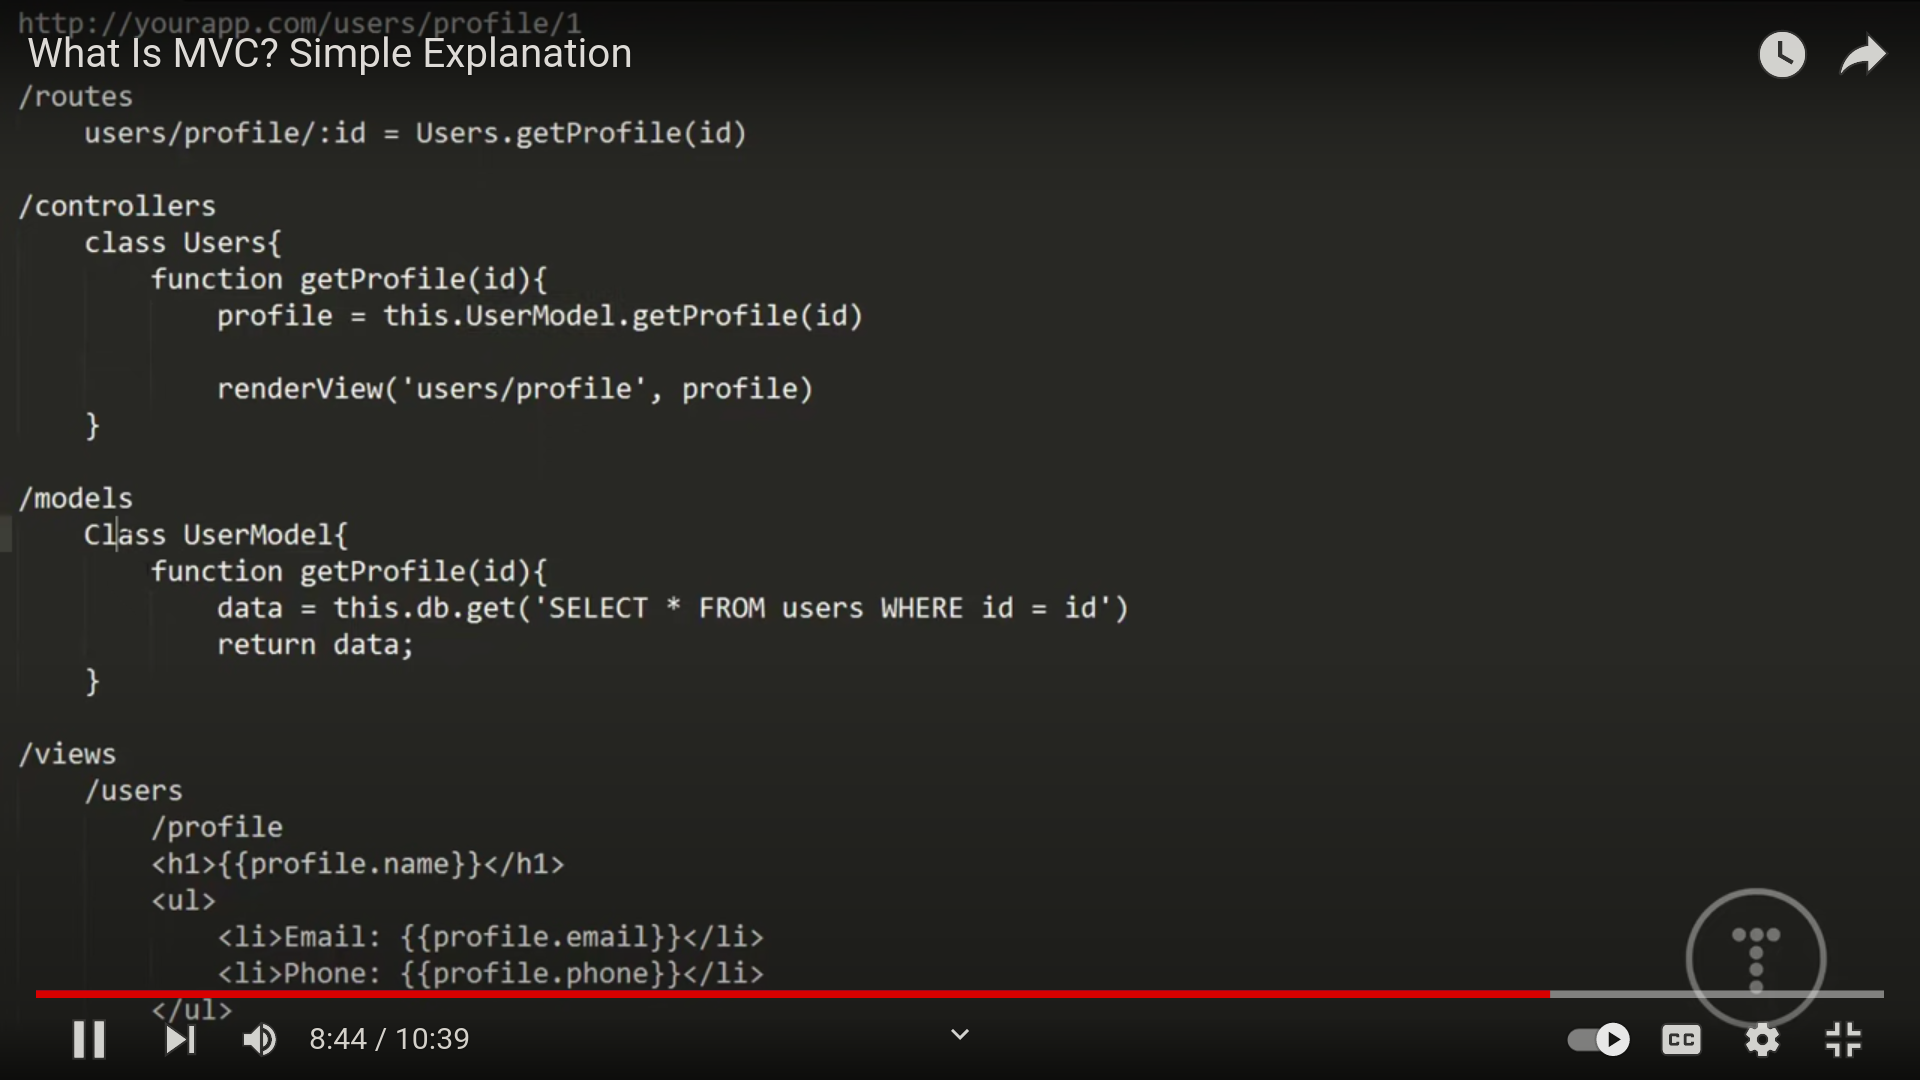 http://yourapp.com/users/profile/1
What Is MVC? Simple Explanation
/routes
users/profile/:id = Users.getProfile(id)
/controllers
class Users{
function getProfile(id){
profile = this.UserModel.getProfile(id)
renderView('users/profile', profile)
}
/models
Class UserModel{
function getProfile(id){
data = this.db.get('SELECT * FROM users WHERE id = id')
return data;
}
/views
/users
/profile
<h1>{{profile.name}}</h1>
<ul>
<li>Email: {{profile.email}}</li>
<li>Phone: {{profile.phone}}</li>
</ul>
8:44 / 10:39
CC